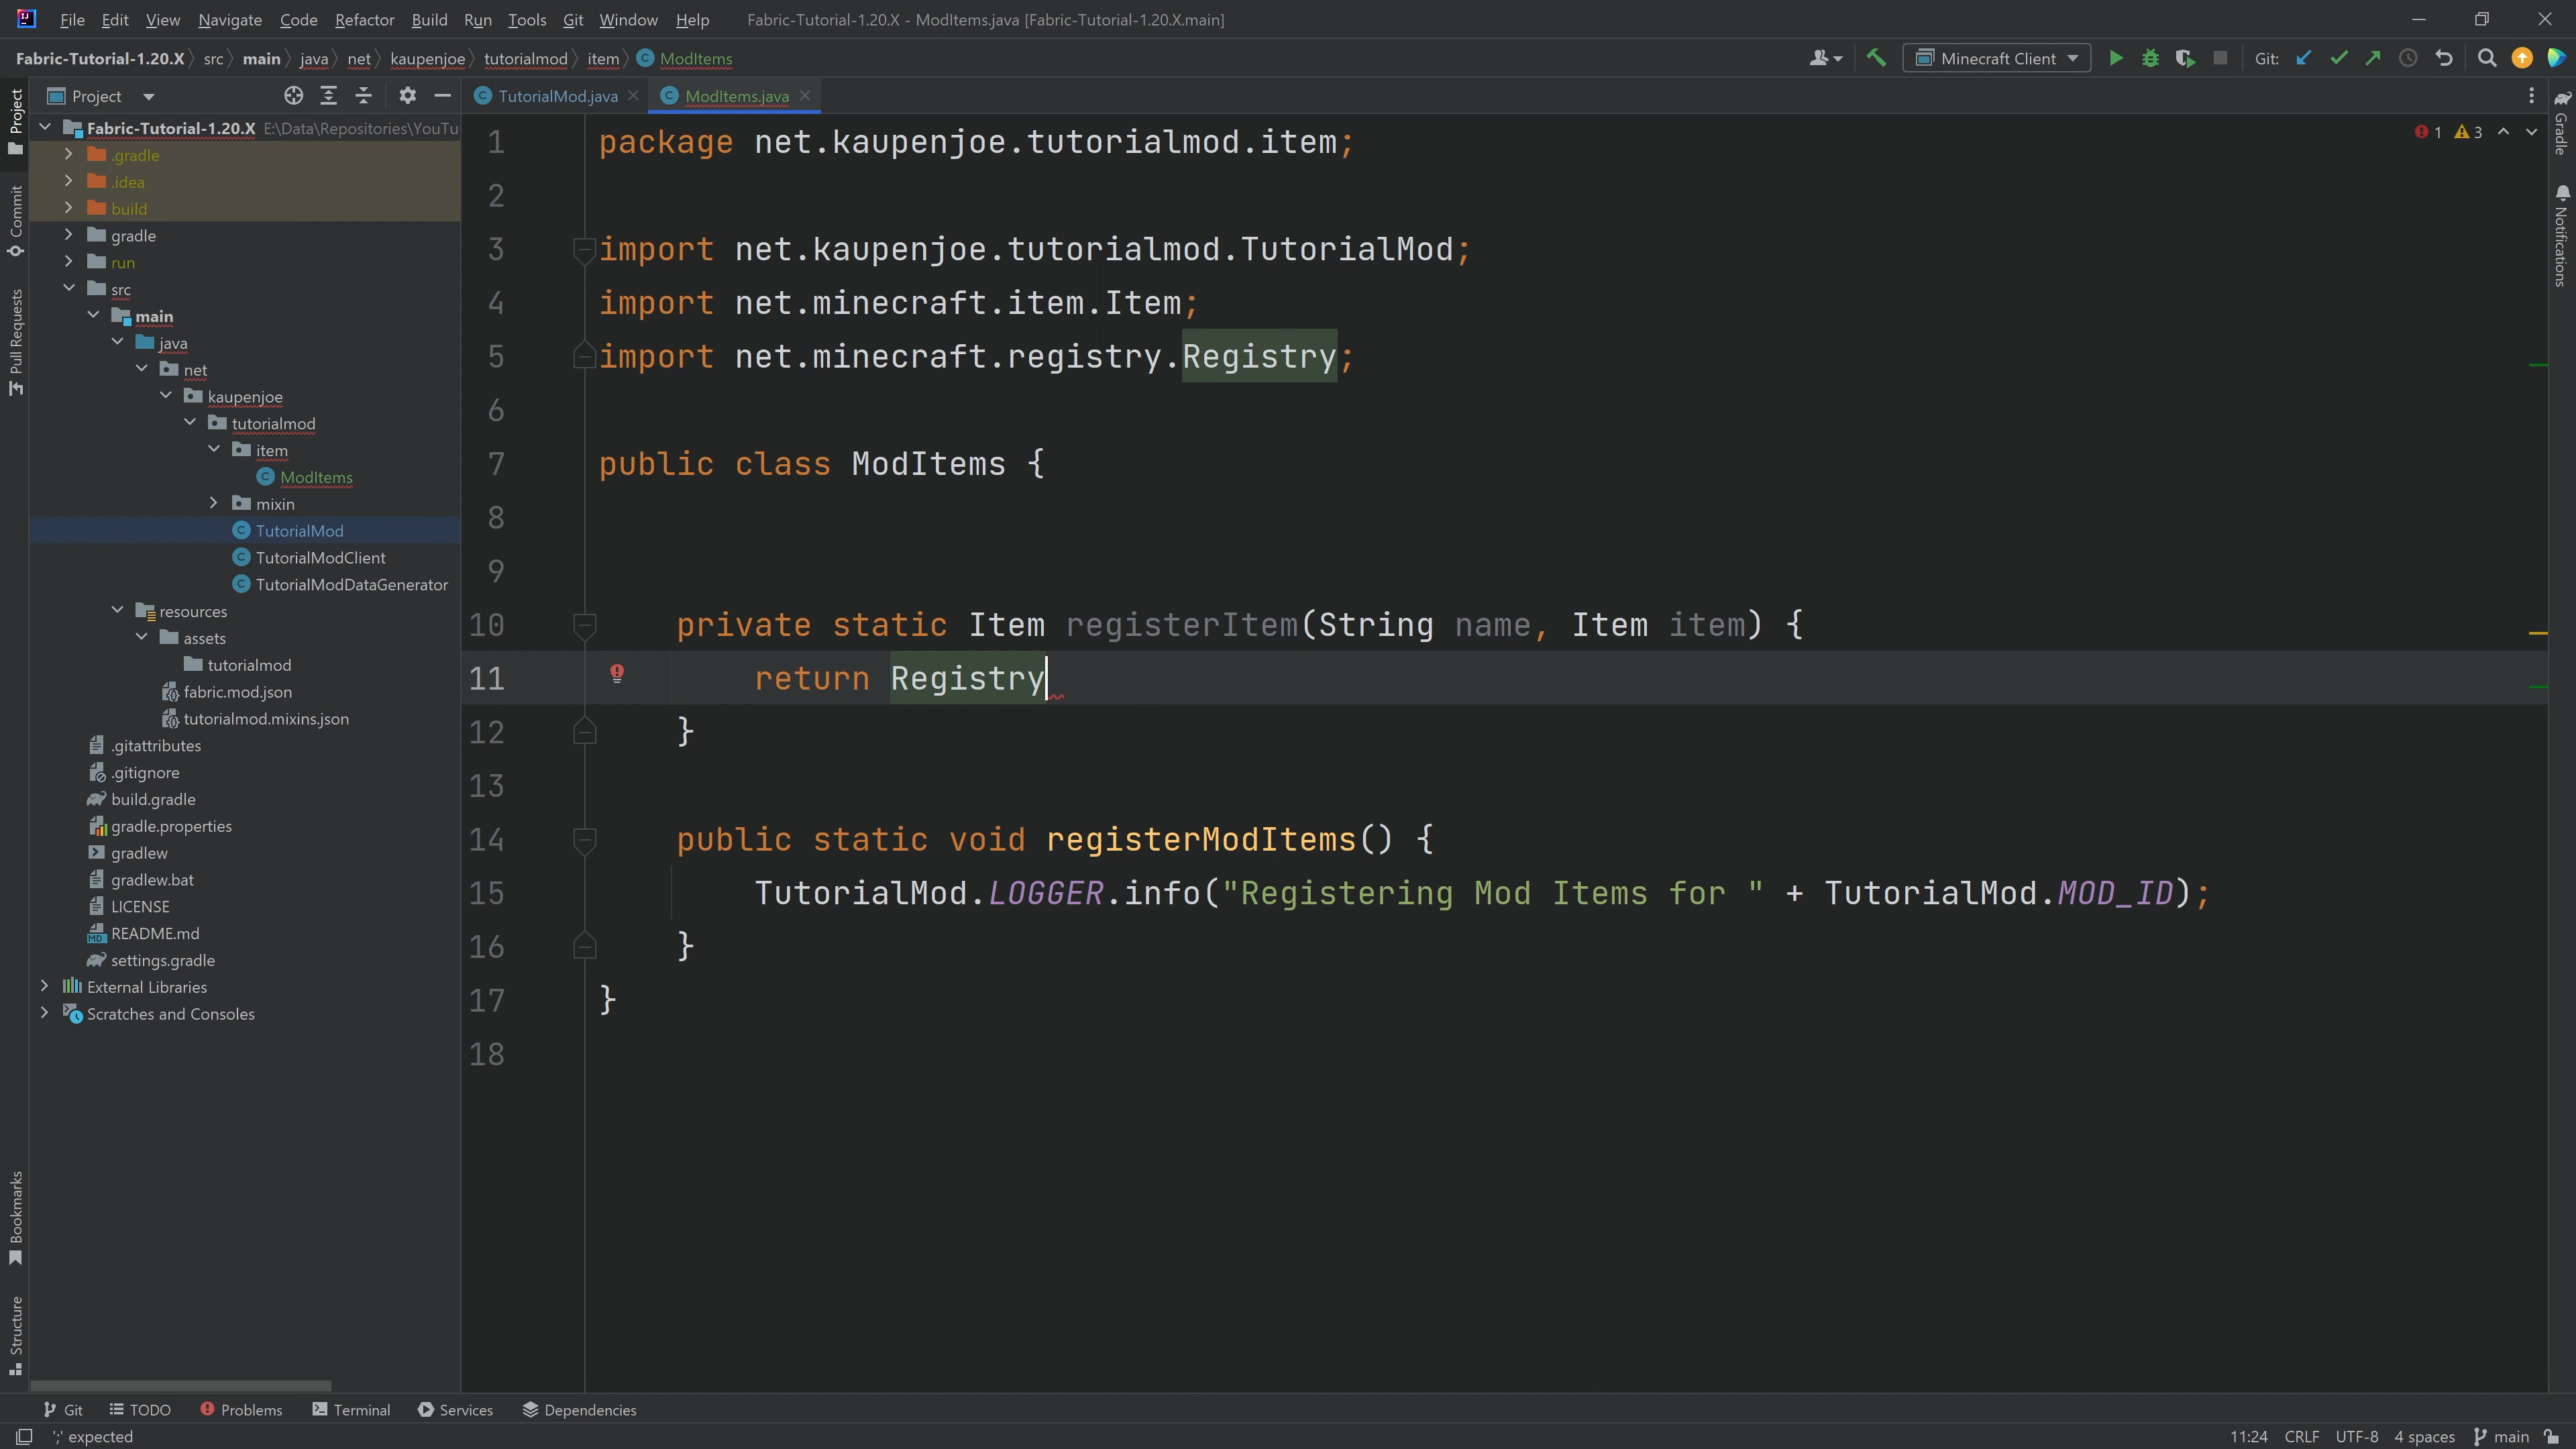 File Edit View Navigate Code Refactor Build Run Tools Git Window Help Fabric-Tutorial-1.20.X - ModItems.java [Fabric-Tutorial-1.20.X.main]
Fabric-Tutorial-1.20.X src main java net kaupenjoe tutorialmod item ModItems Minecraft Client Git:
Project TutorialMod.java ModItems.java
Fabric-Tutorial-1.20.X E:\Data\Repositories\YouTu
.gradle
.idea
build
gradle
run
src
main
java
net
kaupenjoe
tutorialmod
item
ModItems
mixin
TutorialMod
TutorialModClient
TutorialModDataGenerator
resources
assets
tutorialmod
fabric.mod.json
tutorialmod.mixins.json
.gitattributes
.gitignore
build.gradle
gradle.properties
gradlew
gradlew.bat
LICENSE
README.md
settings.gradle
External Libraries
Scratches and Consoles
Project
Commit
Pull Requests
Bookmarks
Structure
1 package net.kaupenjoe.tutorialmod.item;
2
3 import net.kaupenjoe.tutorialmod.TutorialMod;
4 import net.minecraft.item.Item;
5 import net.minecraft.registry.Registry;
6
7 public class ModItems {
8
9
10 private static Item registerItem(String name, Item item) {
11 return Registry
12 }
13
14 public static void registerModItems() {
15 TutorialMod.LOGGER.info("Registering Mod Items for " + TutorialMod.MOD_ID);
16 }
17 }
18
1 3
Gradle
Notifications
Git TODO Problems Terminal Services Dependencies
';' expected 11:24 CRLF UTF-8 4 spaces main